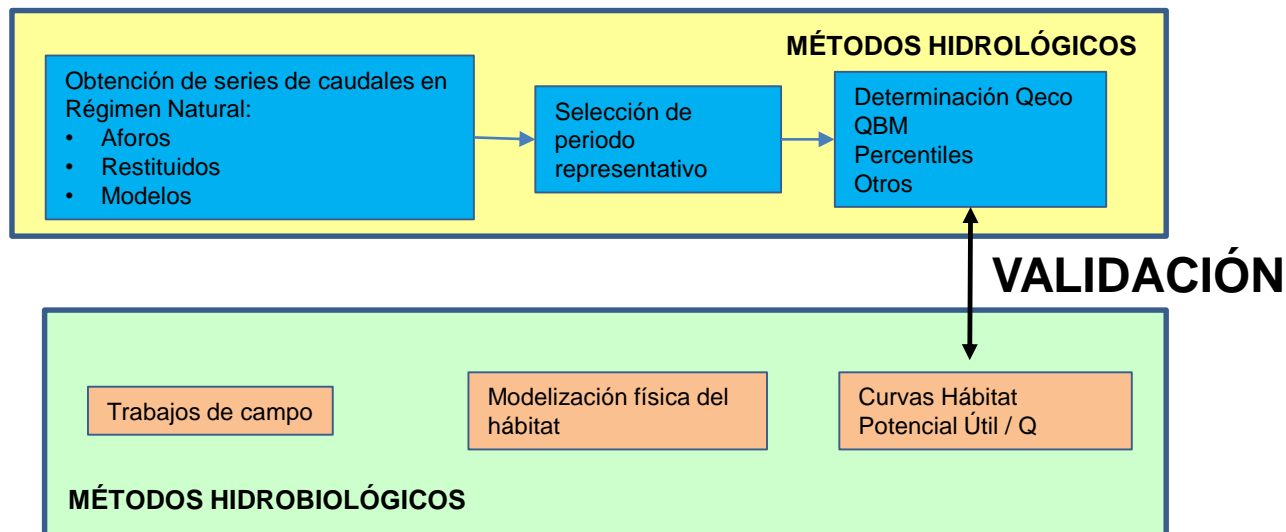 MÉTODOS HIDROLÓGICOS
Obtención de series de caudales en
Régimen Natural:
• Aforos
• Restituidos
• Modelos
Selección de
periodo
representativo
Determinación Qeco
QBM
Percentiles
Otros
VALIDACIÓN
Trabajos de campo
Modelización física del
hábitat
Curvas Hábitat
Potencial Útil / Q
MÉTODOS HIDROBIOLÓGICOS